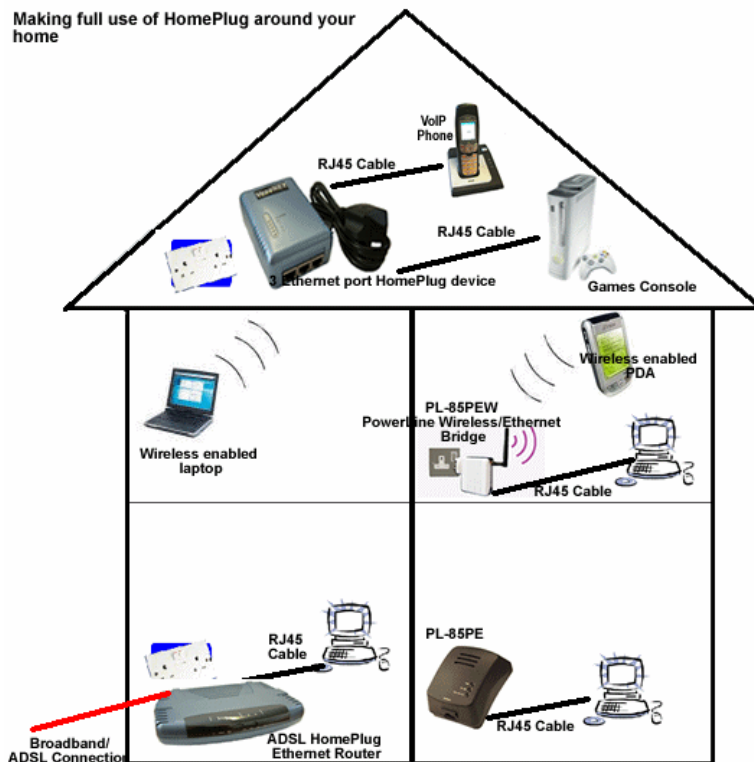 Making full use of HomePlug around your
home
VoIP
Phone
RJ45 Cable
RJ45 Cable
3 Ethernet port HomePlug device
Games Console
Wireless enabled
PDA
Wireless enabled
laptop
PL-85PEW
PowerLine Wireless/Ethernet
Bridge
RJ45 Cable
RJ45
Cable
PL-85PE
Broadband/
ADSL Connection
ADSL HomePlug
Ethernet Router
RJ45 Cable